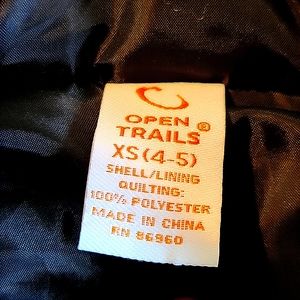 OPEN
TRAILS®
XS(4-5)
SHELL/LINING
QUILTING:
100% POLYESTER
MADE IN CHINA
RN 86960